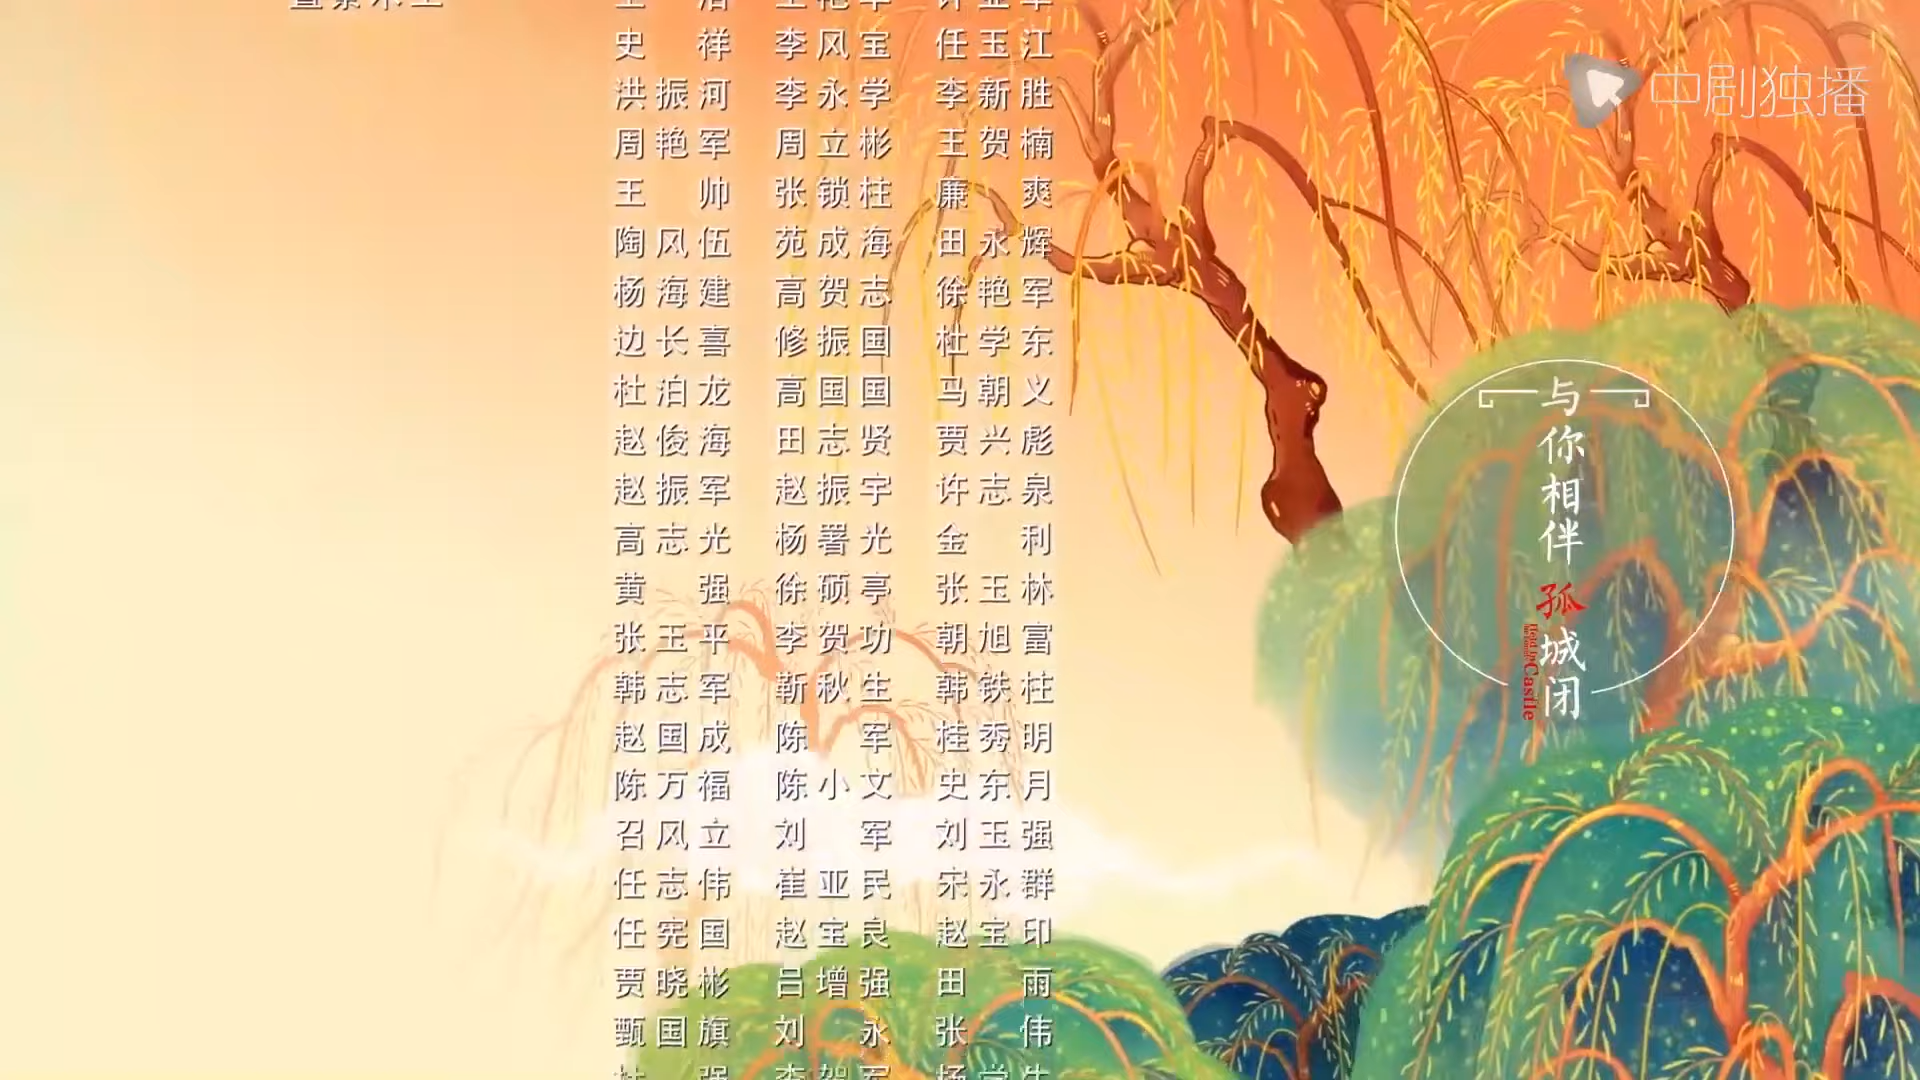 史祥 李风宝 任玉江
洪振河 李永学 李新胜
周艳军 周立彬 王贺楠
王帅 张锁柱 廉爽
陶风伍 苑成海 田永辉
杨海建 高贺志 徐艳军
边长喜 修振国 杜学东
杜泊龙 高国国 马朝义
赵俊海 田志贤 贾兴彪
赵振军 赵振宇 许志泉
高志光 杨署光 金利
黄强 徐硕亭 张玉林
张玉平 李贺功 朝旭富
韩志军 靳秋生 韩铁柱
赵国成 陈军 桂秀明
陈万福 陈小文 史东月
召风立 刘军 刘玉强
任志伟 崔亚民 宋永群
任宪国 赵宝良 赵宝印
贾晓彬 吕增强 田雨
甄国旗 刘永 张伟
中剧独播
与你相伴 孤城闭
Castle